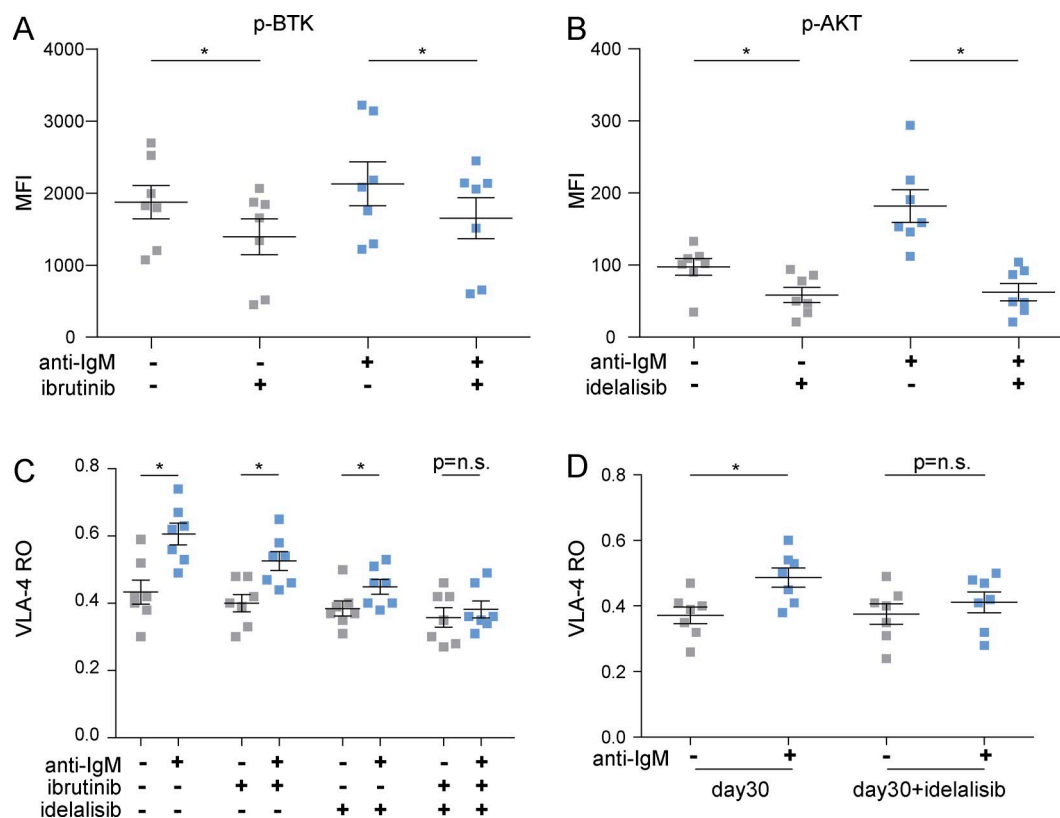 A
p-BTK
4000
3000
2000
1000
0
MFI
*
*
anti-IgM - - + +
ibrutinib - + - +
B
p-AKT
400
300
200
100
0
MFI
*
*
anti-IgM - - + +
idelalisib - + - +
C
0.8
0.6
0.4
0.2
0.0
VLA-4 RO
*
*
*
p=n.s.
anti-IgM - + - + - + - +
ibrutinib - - + + - - + +
idelalisib - - - - + + + +
D
0.8
0.6
0.4
0.2
0.0
VLA-4 RO
*
p=n.s.
anti-IgM - + - +
day30
day30+idelalisib